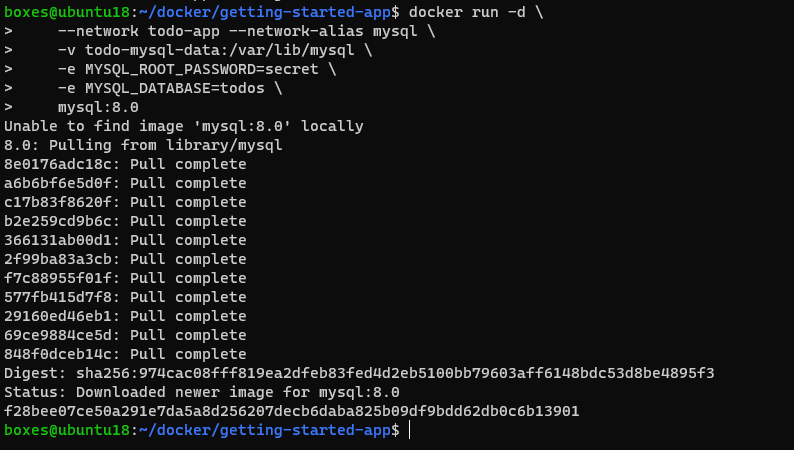 boxes@ubuntu18:~/docker/getting-started-app$ docker run -d \
>     --network todo-app --network-alias mysql \
>     -v todo-mysql-data:/var/lib/mysql \
>     -e MYSQL_ROOT_PASSWORD=secret \
>     -e MYSQL_DATABASE=todos \
>     mysql:8.0
Unable to find image 'mysql:8.0' locally
8.0: Pulling from library/mysql
8e0176adc18c: Pull complete
a6b6bf6e5d0f: Pull complete
c17b83f8620f: Pull complete
b2e259cd9b6c: Pull complete
366131ab00d1: Pull complete
2f99ba83a3cb: Pull complete
f7c88955f01f: Pull complete
577fb415d7f8: Pull complete
29160ed46eb1: Pull complete
69ce9884ce5d: Pull complete
848f0dceb14c: Pull complete
Digest: sha256:974cac08fff819ea2dfeb83fed4d2eb5100bb79603aff6148bdc53d8be4895f3
Status: Downloaded newer image for mysql:8.0
f28bee07ce50a291e7da5a8d256207decb6daba825b09df9bdd62db0c6b13901
boxes@ubuntu18:~/docker/getting-started-app$